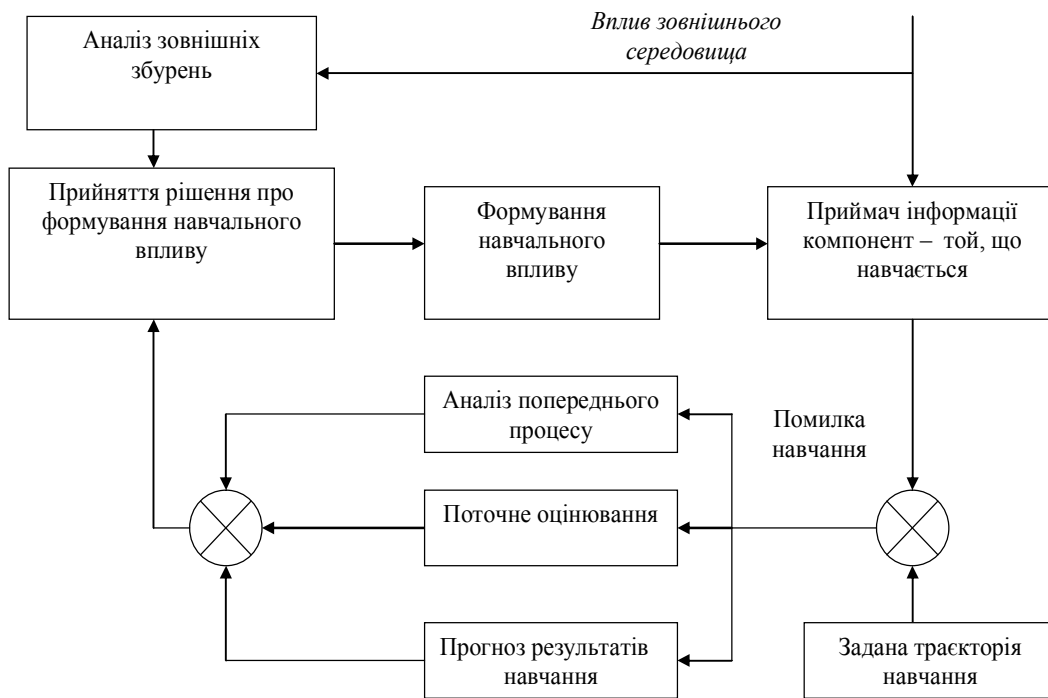 Аналіз зовнішніх
збурень
Вплив зовнішнього
середовища
Прийняття рішення про
формування навчального
впливу
Формування
навчального
впливу
Приймач інформації
компонент – той, що
навчається
Аналіз попереднього
процесу
Помилка
навчання
Поточне оцінювання
Прогноз результатів
навчання
Задана траєкторія
навчання